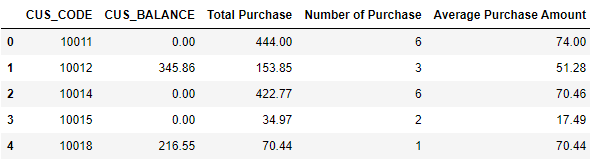 CUS_CODE CUS_BALANCE Total Purchase Number of Purchase Average Purchase Amount
0 10011 0.00 444.00 6 74.00
1 10012 345.86 153.85 3 51.28
2 10014 0.00 422.77 6 70.46
3 10015 0.00 34.97 2 17.49
4 10018 216.55 70.44 1 70.44